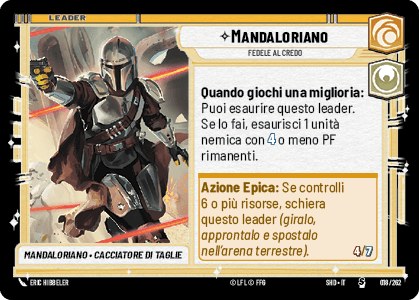 LEADER
MANDALORIANO
FEDELE AL CREDO
Quando giochi una miglioria:
Puoi esaurire questo leader.
Se lo fai, esaurisci 1 unità
nemica con 4 o meno PF
rimanenti.
Azione Epica: Se controlli
6 o più risorse, schiera
questo leader (giralo,
approntalo e spostalo
nell'arena terrestre).
4/7
MANDALORIANO • CACCIATORE DI TAGLIE
ERIC HIBBELER
© LFL © FFG
SHD • IT
018/262